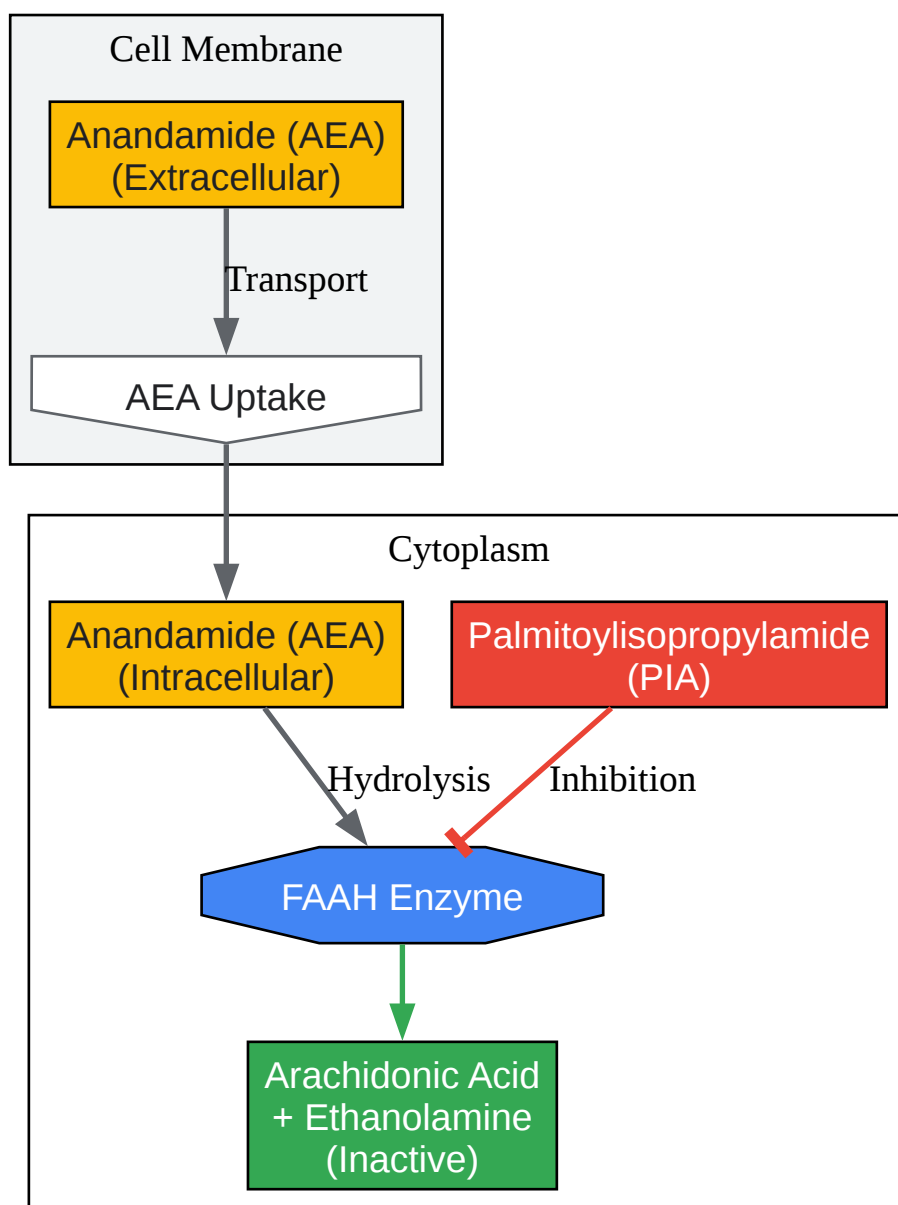 Cell Membrane
Anandamide (AEA)
(Extracellular)
Transport
AEA Uptake
Cytoplasm
Anandamide (AEA)
(Intracellular)
Palmitoylisopropylamide
(PIA)
Hydrolysis
Inhibition
FAAH Enzyme
Arachidonic Acid
+ Ethanolamine
(Inactive)